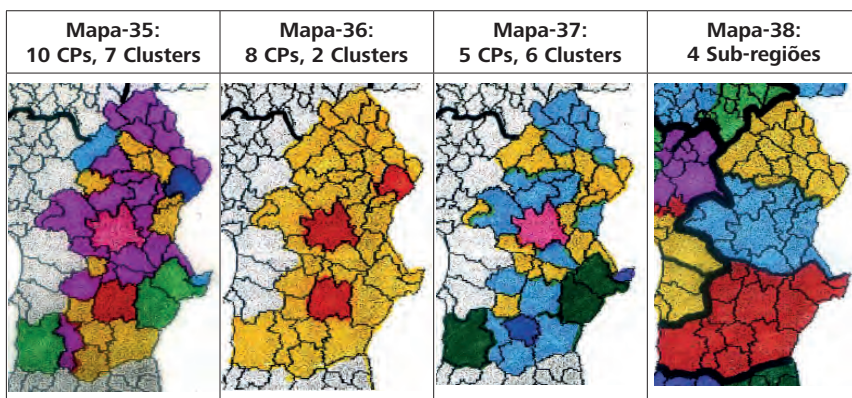 Mapa-35:
10 CPs, 7 Clusters
Mapa-36:
8 CPs, 2 Clusters
Mapa-37:
5 CPs, 6 Clusters
Mapa-38:
4 Sub-regiões